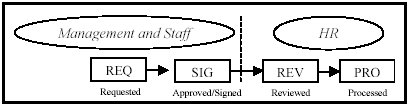 Management and Staff HR
REQ SIG REV PRO
Requested Approved/Signed Reviewed Processed